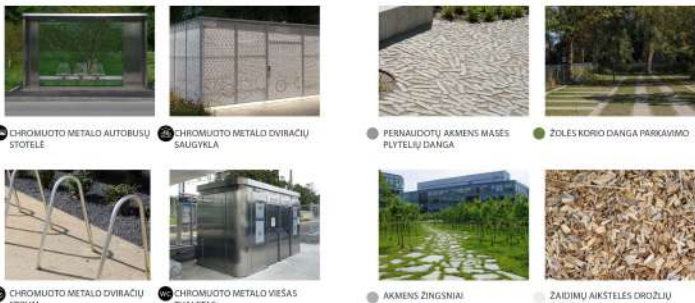 CHROMUOTO METALO AUTOBUSŲ
STOTELĖ
CHROMUOTO METALO DVIRAČIŲ
SAUGYKLA
PERNAUDOTŲ AKMENS MASĖS
PLYTELIŲ DANGA
ŽOLĖS KORIO DANGA PARKAVIMO
CHROMUOTO METALO DVIRAČIŲ
WC
CHROMUOTO METALO VIEŠAS
AKMENS ŽINGSNIAI
ŽAIDIMŲ AIKŠTELĖS DROŽLIŲ